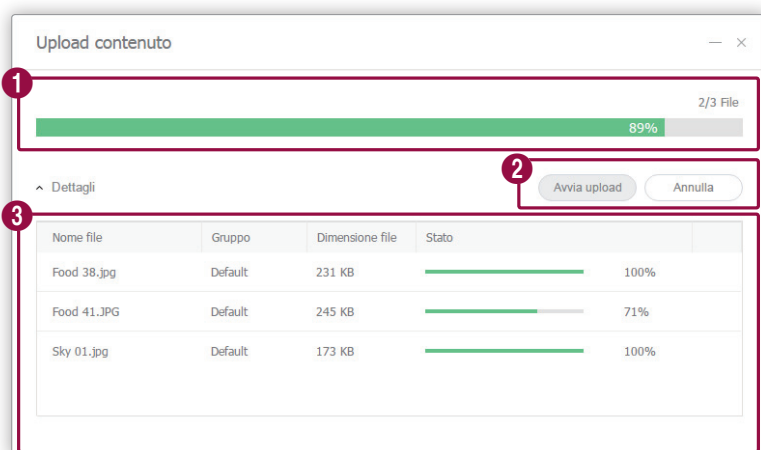 Upload contenuto
1
2/3 File
89%
2
Dettagli
Avvia upload
Annulla
3
Nome file Gruppo Dimensione file Stato
Food 38.jpg Default 231 KB 100%
Food 41.JPG Default 245 KB 71%
Sky 01.jpg Default 173 KB 100%